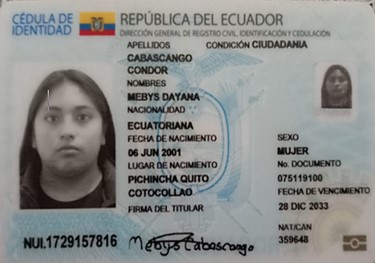 CÉDULA DE IDENTIDAD
REPÚBLICA DEL ECUADOR
DIRECCIÓN GENERAL DE REGISTRO CIVIL, IDENTIFICACIÓN Y CEDULACIÓN
APELLIDOS
CONDICIÓN CIUDADANIA
CABASCANGO
CONDOR
NOMBRES
MEBYS DAYANA
NACIONALIDAD
ECUATORIANA
FECHA DE NACIMIENTO
SEXO
06 JUN 2001
MUJER
LUGAR DE NACIMIENTO
No. DOCUMENTO
PICHINCHA QUITO
075119100
COTOCOLLAO
FECHA DE VENCIMIENTO
FIRMA DEL TITULAR
28 DIC 2033
NAT/CAN
NUI.1729157816
Mebys Cabascango
359648